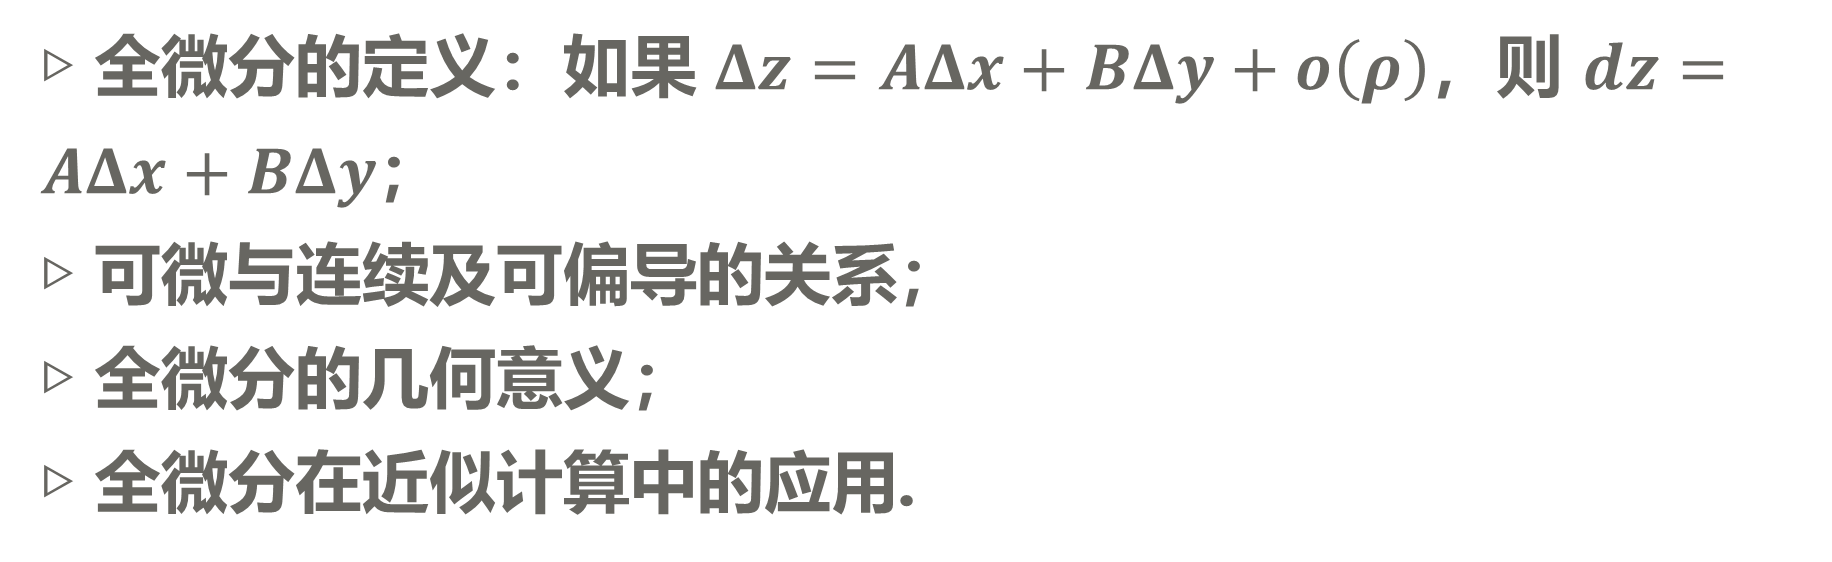 ▷ 全微分的定义：如果 Δz = AΔx + BΔy + o(ρ)，则 dz =
AΔx + BΔy；
▷ 可微与连续及可偏导的关系；
▷ 全微分的几何意义；
▷ 全微分在近似计算中的应用.